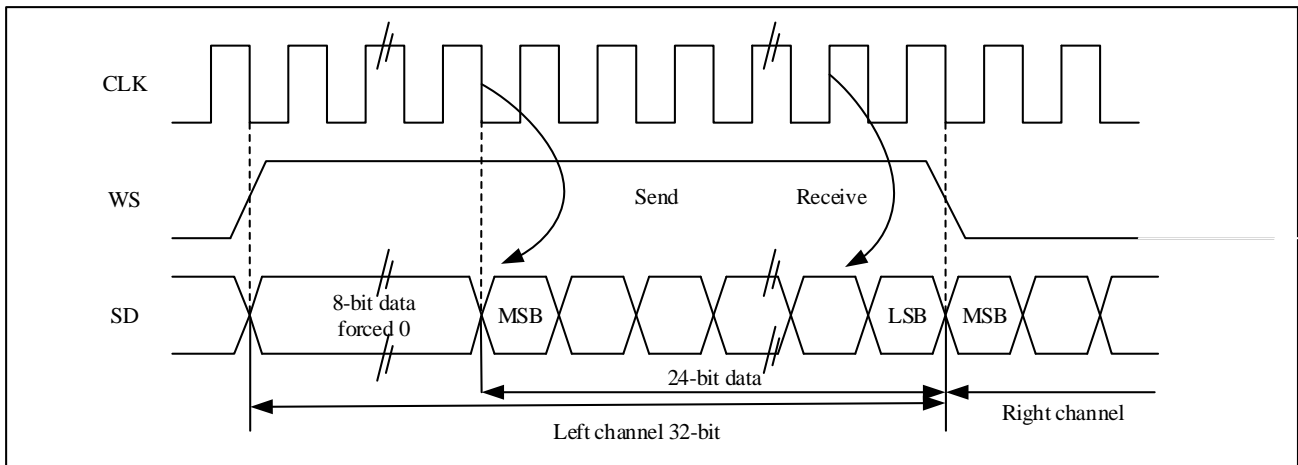 CLK
WS
Send
Receive
SD
8-bit data
forced 0
MSB
LSB
MSB
24-bit data
Right channel
Left channel 32-bit